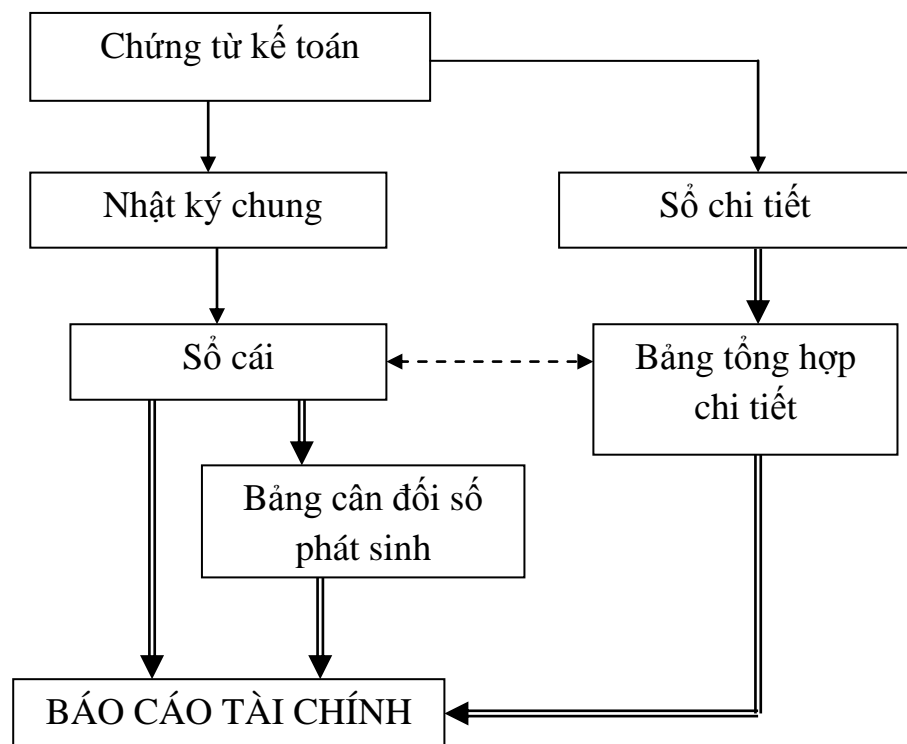 Chứng từ kế toán
Nhật ký chung
Sổ chi tiết
Sổ cái
Bảng tổng hợp
chi tiết
Bảng cân đối số
phát sinh
BÁO CÁO TÀI CHÍNH